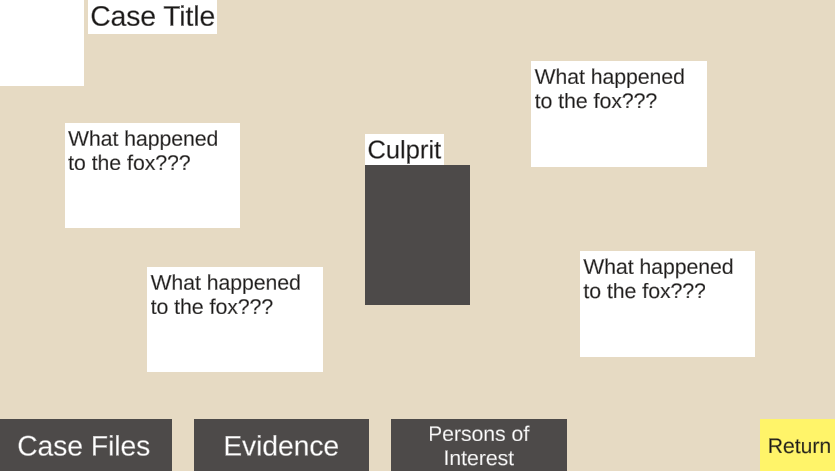 Case Title
What happened
to the fox???
What happened
to the fox???
Culprit
What happened
to the fox???
What happened
to the fox???
Case Files
Evidence
Persons of
Interest
Return